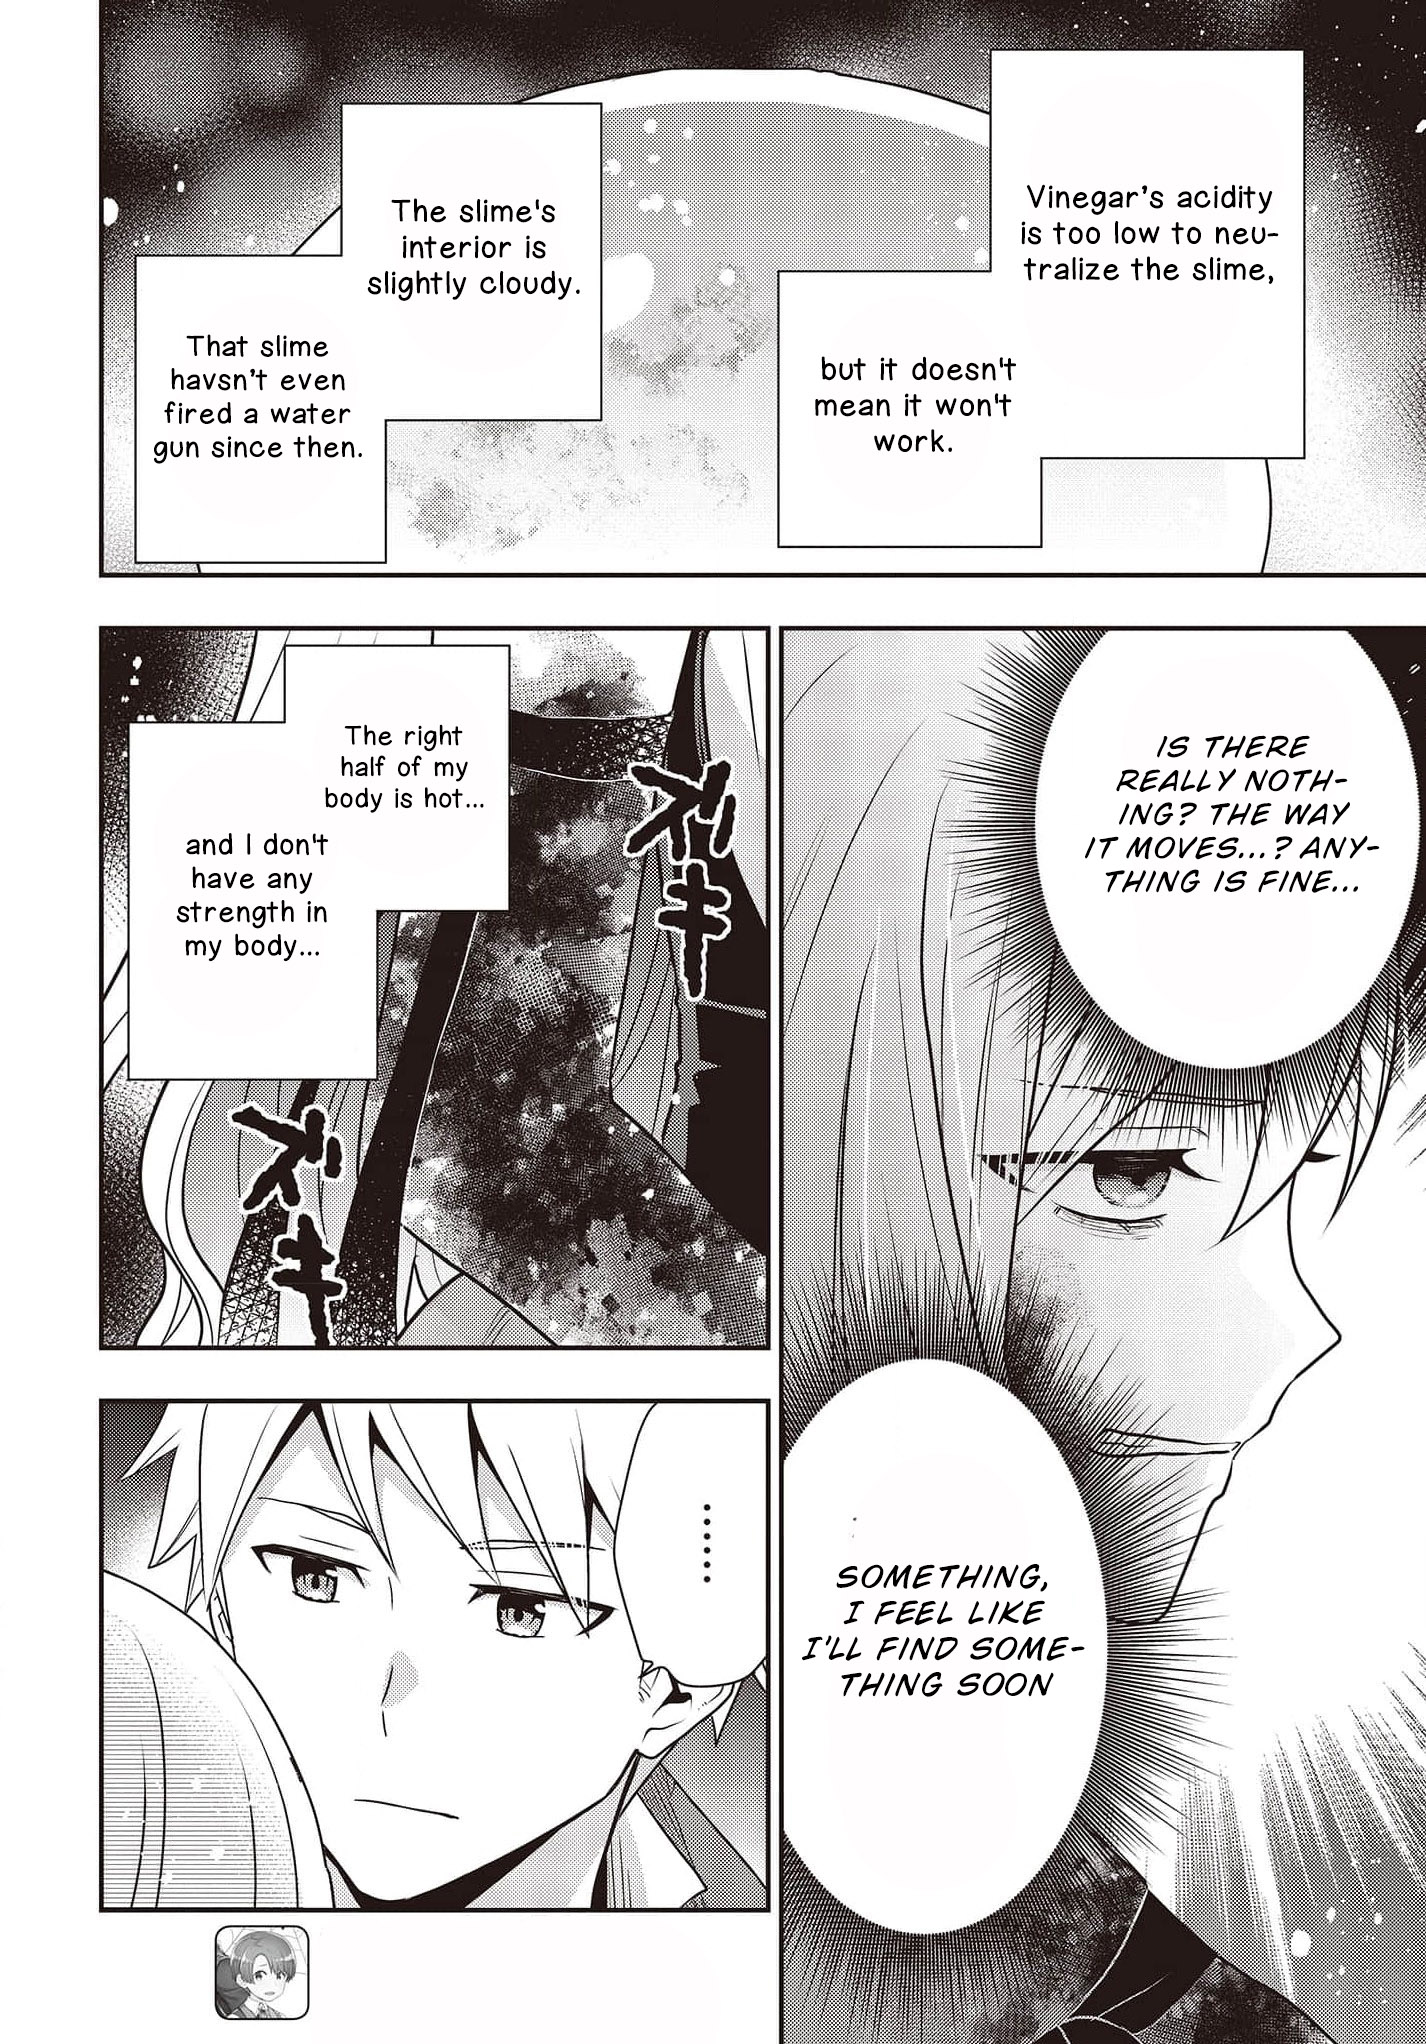 Vinegar's acidity
is too low to neu-
tralize the slime,
but it doesn't
mean it won't
work.
The slime's
interior is
slightly cloudy.
That slime
havsn't even
fired a water
gun since then.
IS THERE
REALLY NOTH-
ING? THE WAY
IT MOVES...? ANY-
THING IS FINE...
SOMETHING,
I FEEL LIKE
I'LL FIND SOME-
THING SOON
The right
half of my
body is hot...
and I don't
have any
strength in
my body...
ズキ
ズキ
........